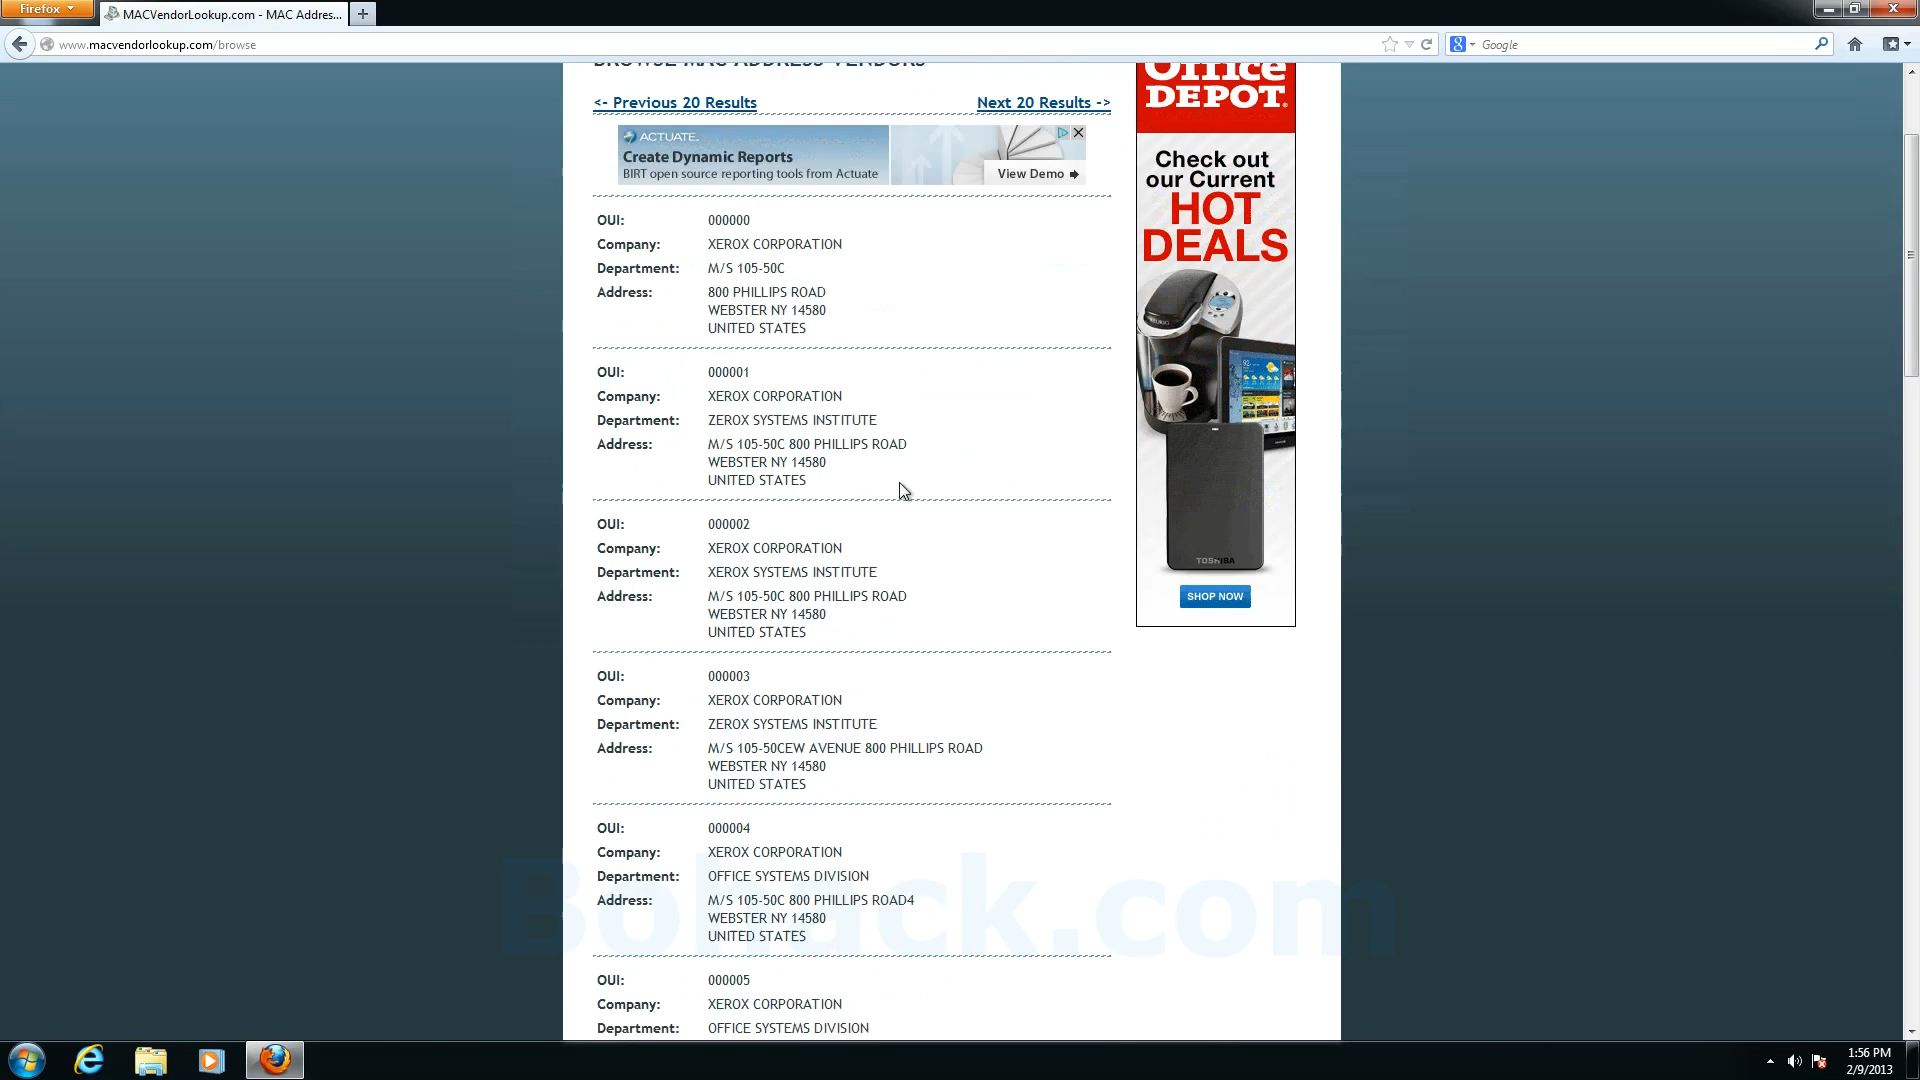 Firefox
MACVendorLookup.com - MAC Addres...
www.macvendorlookup.com/browse
Google
BROWSE MAC ADDRESS VENDORS
<- Previous 20 Results
Next 20 Results ->
ACTUATE
Create Dynamic Reports
BIRT open source reporting tools from Actuate
View Demo
OUI: 000000
Company: XEROX CORPORATION
Department: M/S 105-50C
Address: 800 PHILLIPS ROAD
WEBSTER NY 14580
UNITED STATES
OUI: 000001
Company: XEROX CORPORATION
Department: ZEROX SYSTEMS INSTITUTE
Address: M/S 105-50C 800 PHILLIPS ROAD
WEBSTER NY 14580
UNITED STATES
OUI: 000002
Company: XEROX CORPORATION
Department: XEROX SYSTEMS INSTITUTE
Address: M/S 105-50C 800 PHILLIPS ROAD
WEBSTER NY 14580
UNITED STATES
OUI: 000003
Company: XEROX CORPORATION
Department: ZEROX SYSTEMS INSTITUTE
Address: M/S 105-50CEW AVENUE 800 PHILLIPS ROAD
WEBSTER NY 14580
UNITED STATES
OUI: 000004
Company: XEROX CORPORATION
Department: OFFICE SYSTEMS DIVISION
Address: M/S 105-50C 800 PHILLIPS ROAD4
WEBSTER NY 14580
UNITED STATES
OUI: 000005
Company: XEROX CORPORATION
Department: OFFICE SYSTEMS DIVISION
Office
DEPOT.
Check out
our Current
HOT
DEALS
KEURIG
TOSHIBA
SHOP NOW
Bohack.com
1:56 PM
2/9/2013